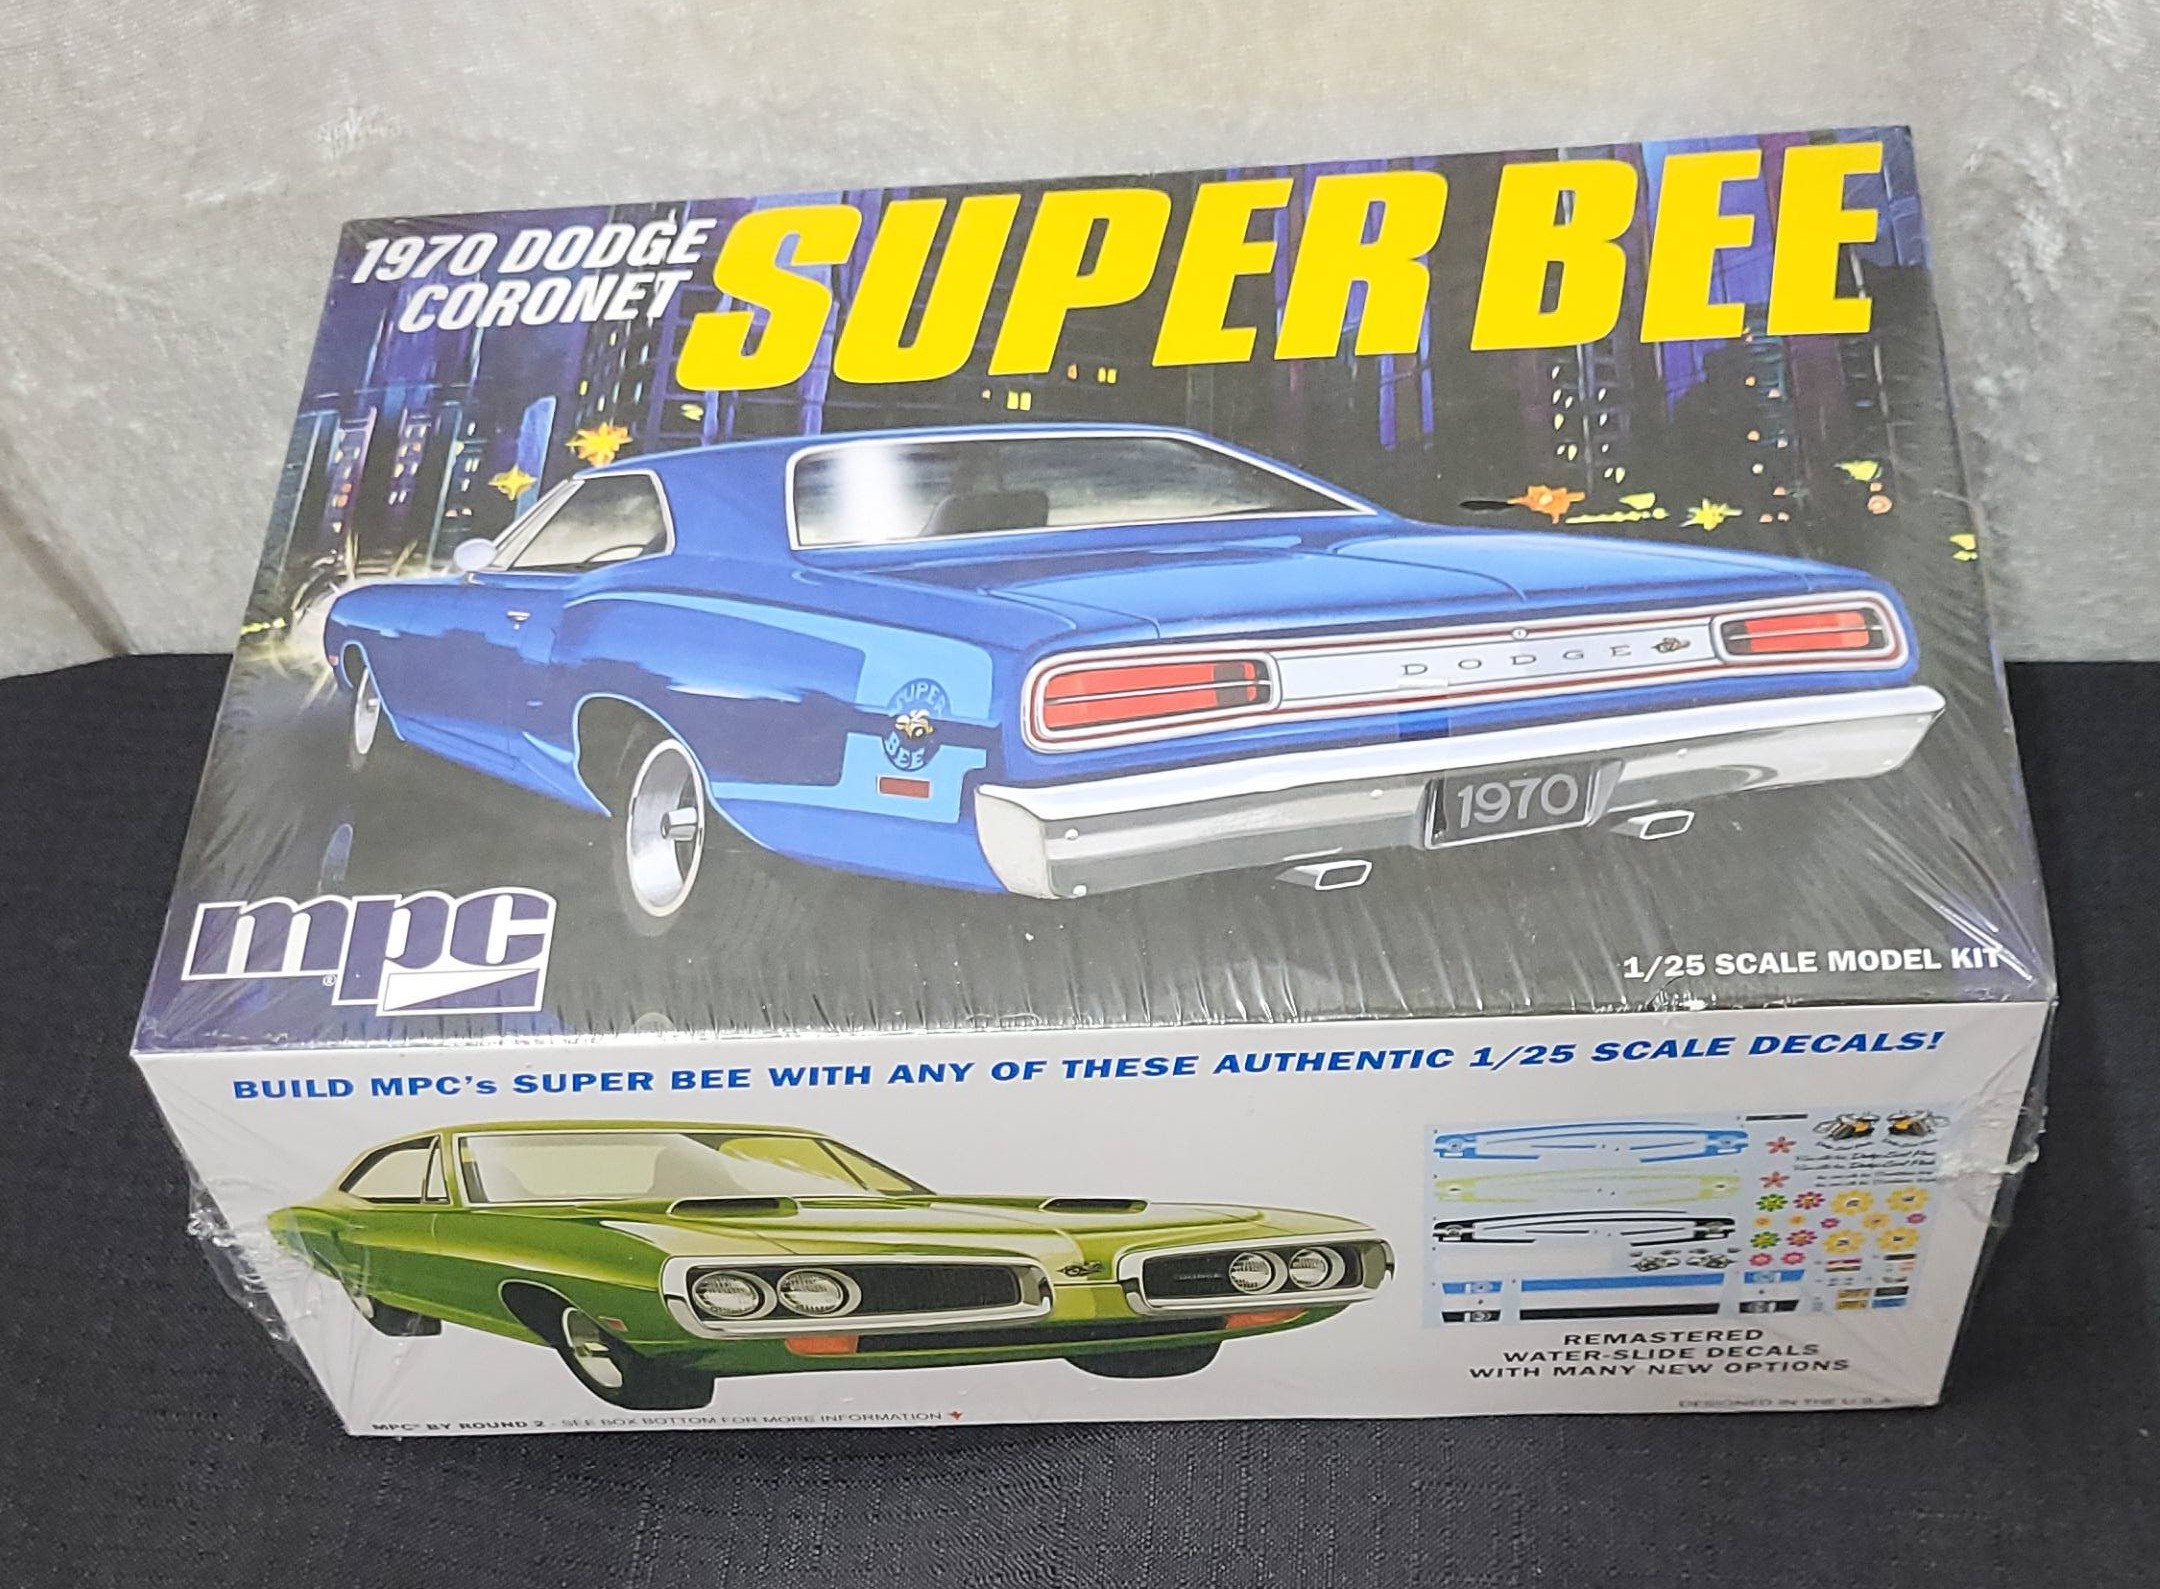 1970 DODGE
CORONET
SUPER BEE
SUPER
BEE
DODGE
1970
mpc®
1/25 SCALE MODEL KIT
BUILD MPC's SUPER BEE WITH ANY OF THESE AUTHENTIC 1/25 SCALE DECALS!
REMASTERED
WATER-SLIDE DECALS
WITH MANY NEW OPTIONS
MPC® BY ROUND 2 - SEE BOX BOTTOM FOR MORE INFORMATION
DESIGNED IN THE U.S.A.